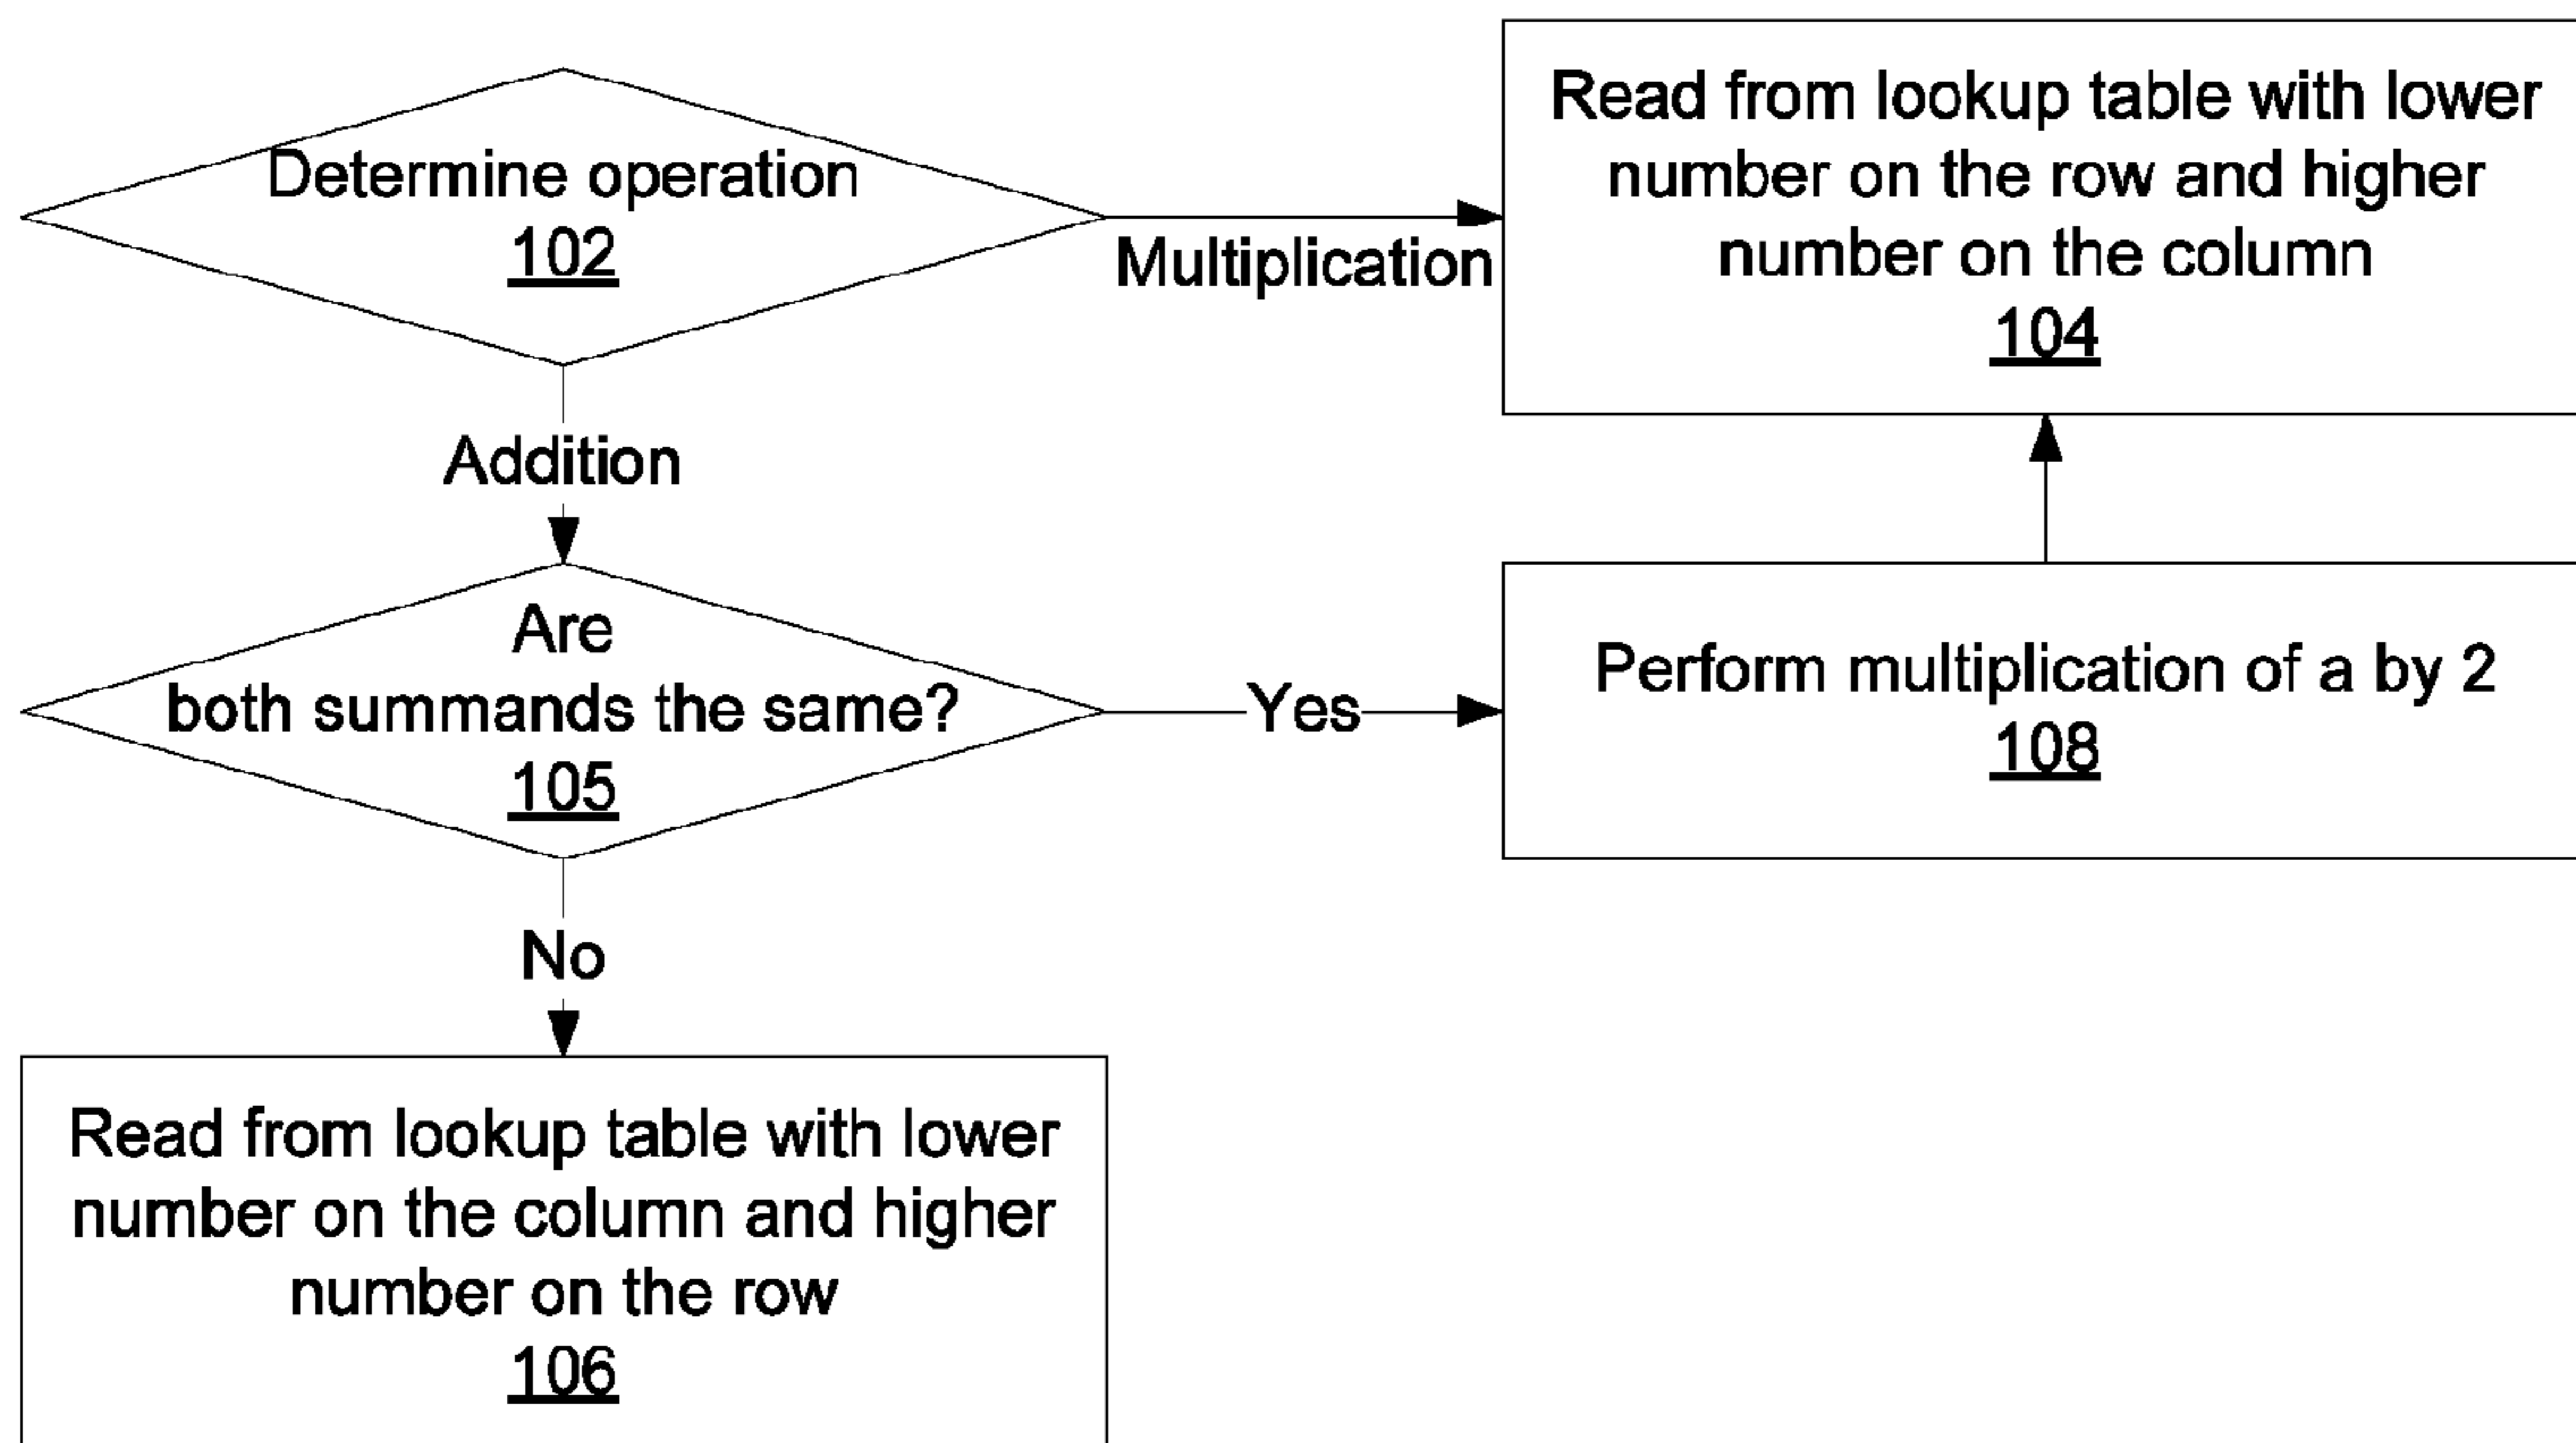 Determine operation
102
Multiplication
Read from lookup table with lower
number on the row and higher
number on the column
104
Addition
Are
both summands the same?
105
Yes
Perform multiplication of a by 2
108
No
Read from lookup table with lower
number on the column and higher
number on the row
106